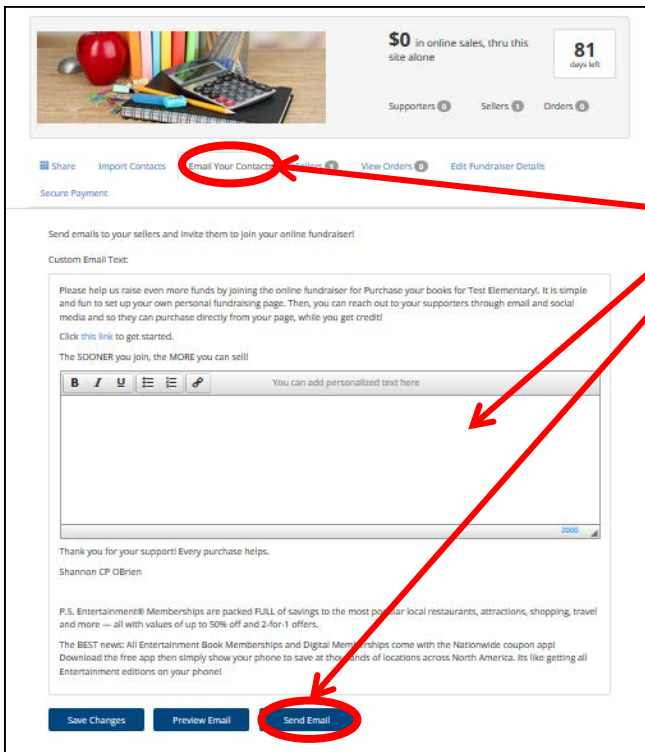 $0 in online sales, thru this
site alone
81
days left
Supporters 0 Sellers 1 Orders 0
Share Import Contacts Email Your Contacts Sellers 1 View Orders 0 Edit Fundraiser Details
Secure Payment
Send emails to your sellers and invite them to join your online fundraiser!
Custom Email Text:
Please help us raise even more funds by joining the online fundraiser for Purchase your books for Test Elementary!. It is simple
and fun to set up your own personal fundraising page. Then, you can reach out to your supporters through email and social
media and so they can purchase directly from your page, while you get credit!
Click this link to get started.
The SOONER you join, the MORE you can sell!
B I U You can add personalized text here
2000
Thank you for your support! Every purchase helps.
Shannon CP OBrien
P.S. Entertainment® Memberships are packed FULL of savings to the most popular local restaurants, attractions, shopping, travel
and more — all with values of up to 50% off and 2-for-1 offers.
The BEST news: All Entertainment Book Memberships and Digital Memberships come with the Nationwide coupon app!
Download the free app then simply show your phone to save at thousands of locations across North America. Its like getting all
Entertainment editions on your phone!
Save Changes Preview Email Send Email